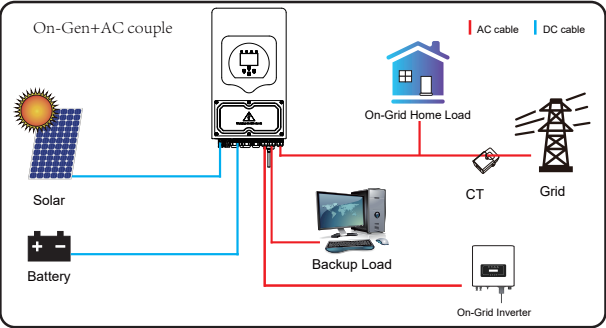 On-Gen+AC couple
AC cable
DC cable
On-Grid Home Load
Solar
CT
Grid
Battery
Backup Load
On-Grid Inverter